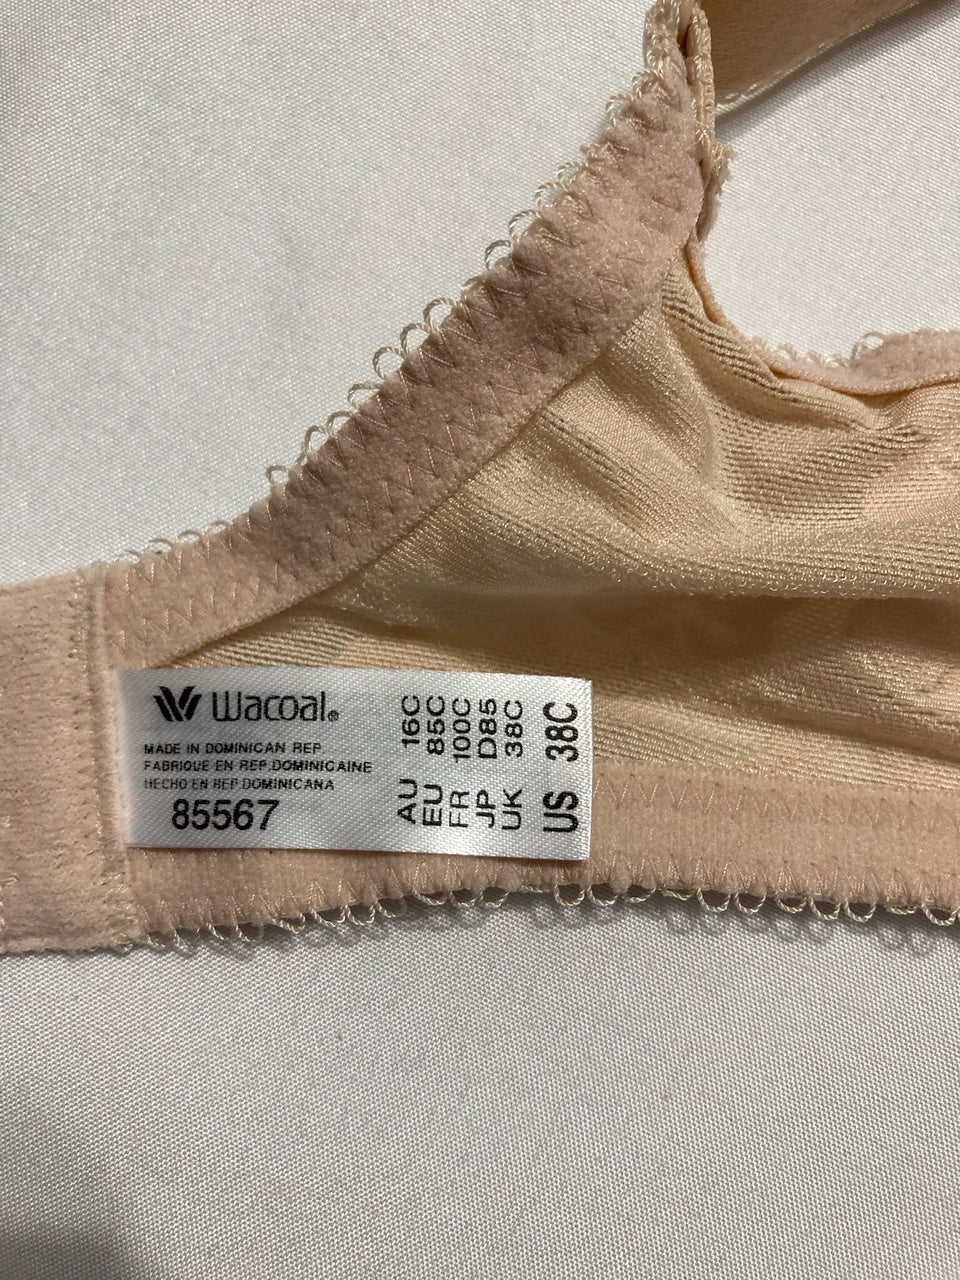 Wacoal®
MADE IN DOMINICAN REP.
FABRIQUE EN REP.DOMINICAINE
HECHO EN REP.DOMINICANA
85567
AU 16C
EU 85C
FR 100C
JP D85
UK 38C
US 38C